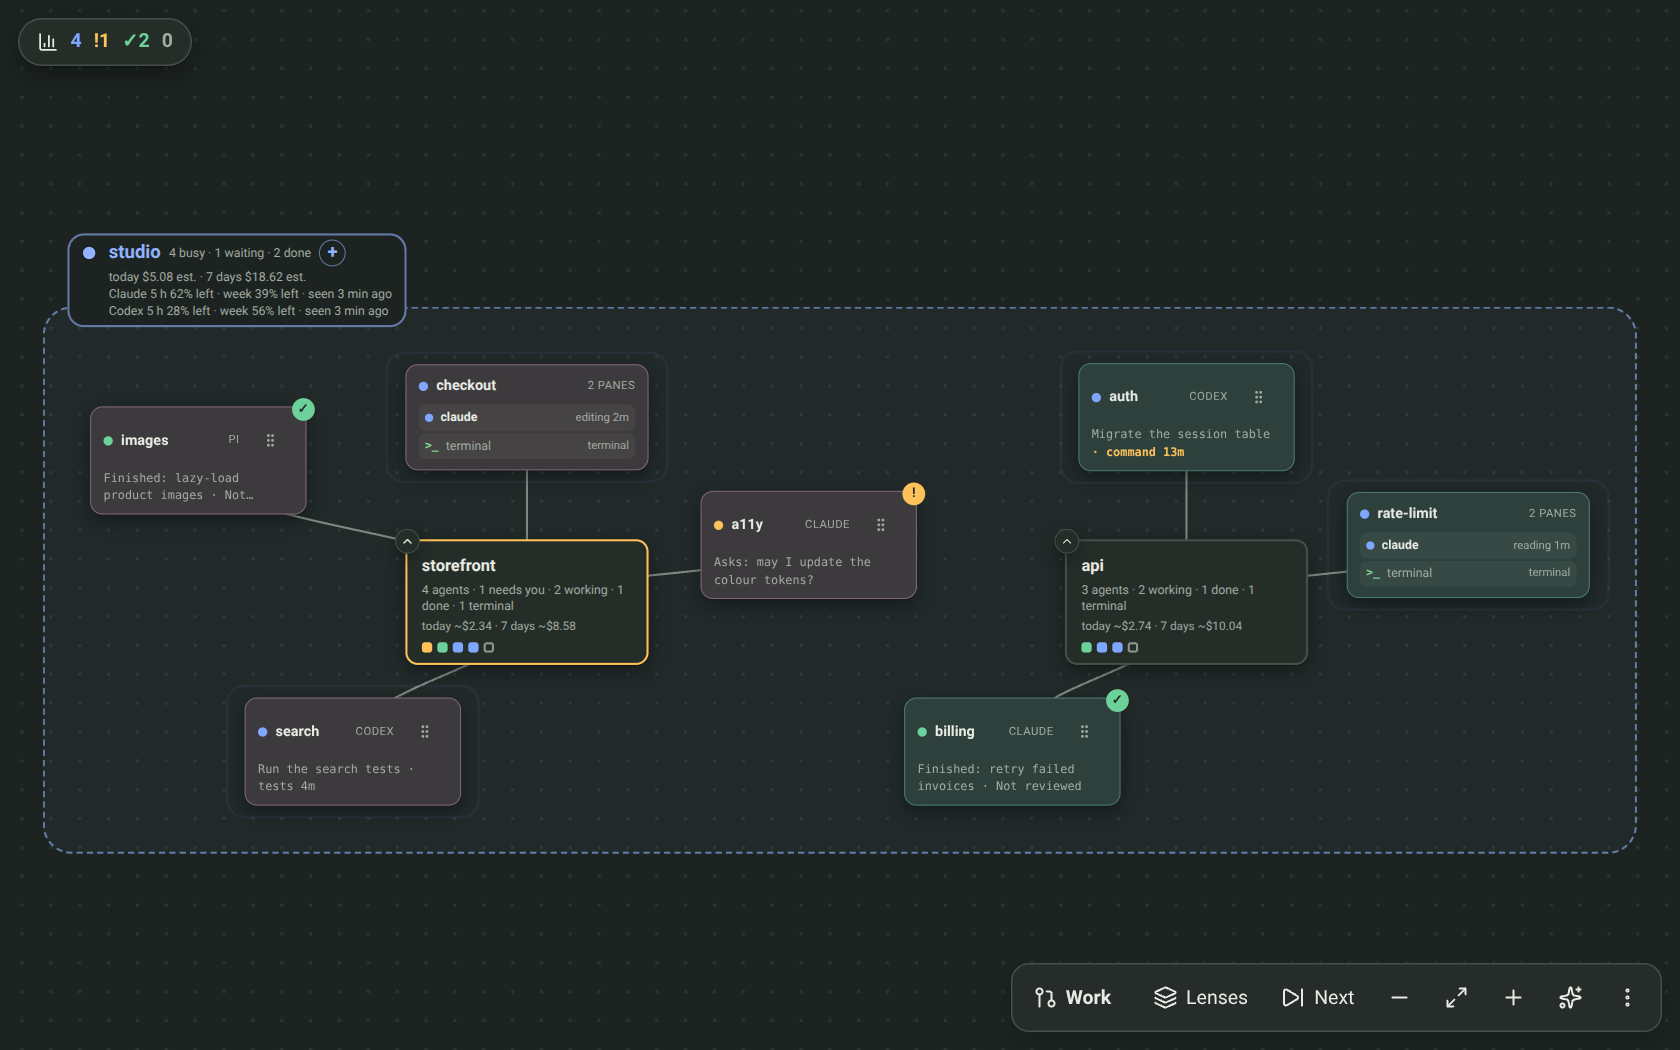 4 !1 ✓2 0
studio 4 busy · 1 waiting · 2 done +
today $5.08 est. · 7 days $18.62 est.
Claude 5 h 62% left · week 39% left · seen 3 min ago
Codex 5 h 28% left · week 56% left · seen 3 min ago
checkout 2 PANES
claude editing 2m
>_ terminal terminal
auth CODEX
Migrate the session table
· command 13m
images PI
Finished: lazy-load
product images · Not…
a11y CLAUDE
Asks: may I update the
colour tokens?
rate-limit 2 PANES
claude reading 1m
>_ terminal terminal
storefront
4 agents · 1 needs you · 2 working · 1
done · 1 terminal
today ~$2.34 · 7 days ~$8.58
api
3 agents · 2 working · 1 done · 1
terminal
today ~$2.74 · 7 days ~$10.04
search CODEX
Run the search tests ·
tests 4m
billing CLAUDE
Finished: retry failed
invoices · Not reviewed
Work Lenses Next